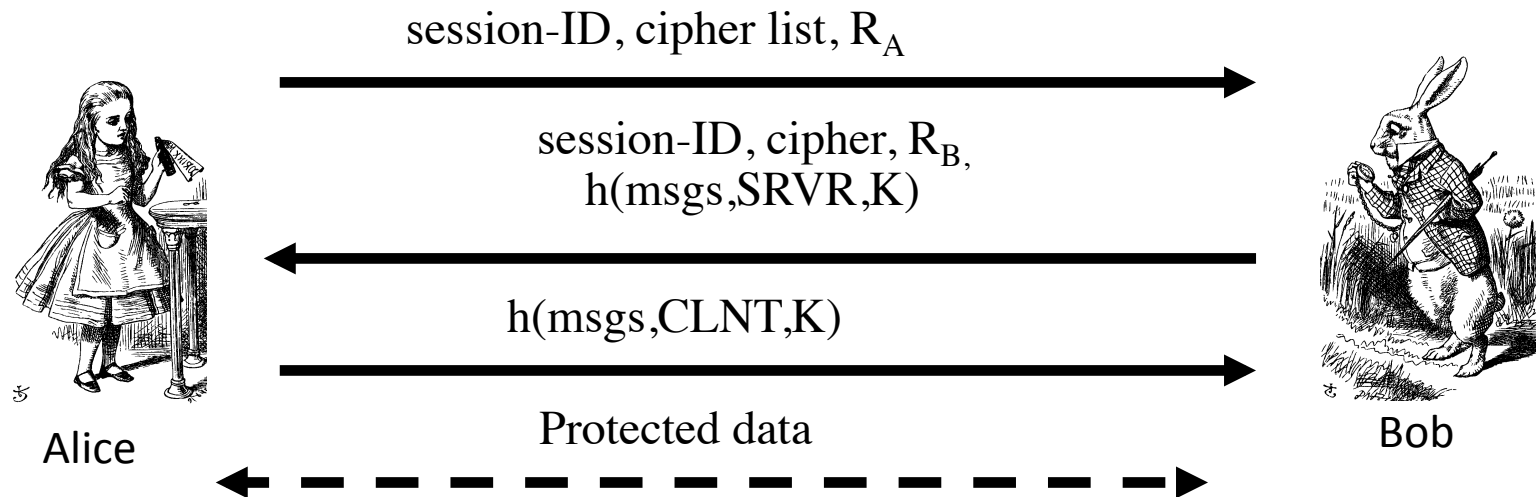 session-ID, cipher list, R_A
session-ID, cipher, R_B,
h(msgs,SRVR,K)
h(msgs,CLNT,K)
Protected data
Alice
Bob